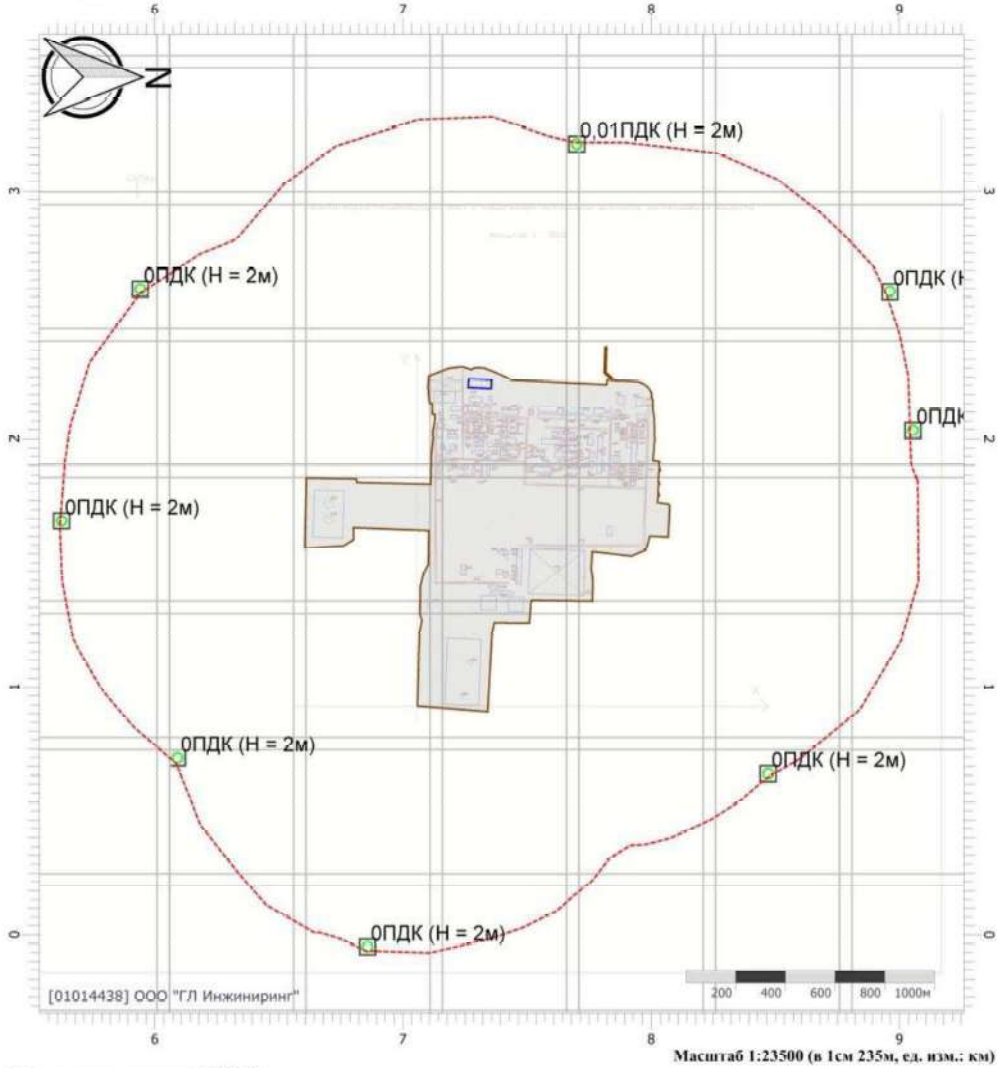 6 7 8 9
N
0,01ПДК (Н = 2м)
3 3
0ПДК (Н = 2м)
0ПДК (Н
0ПДК
2 2
0ПДК (Н = 2м)
1 1
0ПДК (Н = 2м)
0ПДК (Н = 2м)
0ПДК (Н = 2м)
0 0
[01014438] ООО "ГЛ Инжиниринг"
200 400 600 800 1000м
6 7 8 9
Масштаб 1:23500 (в 1см 235м, ед. изм.: км)